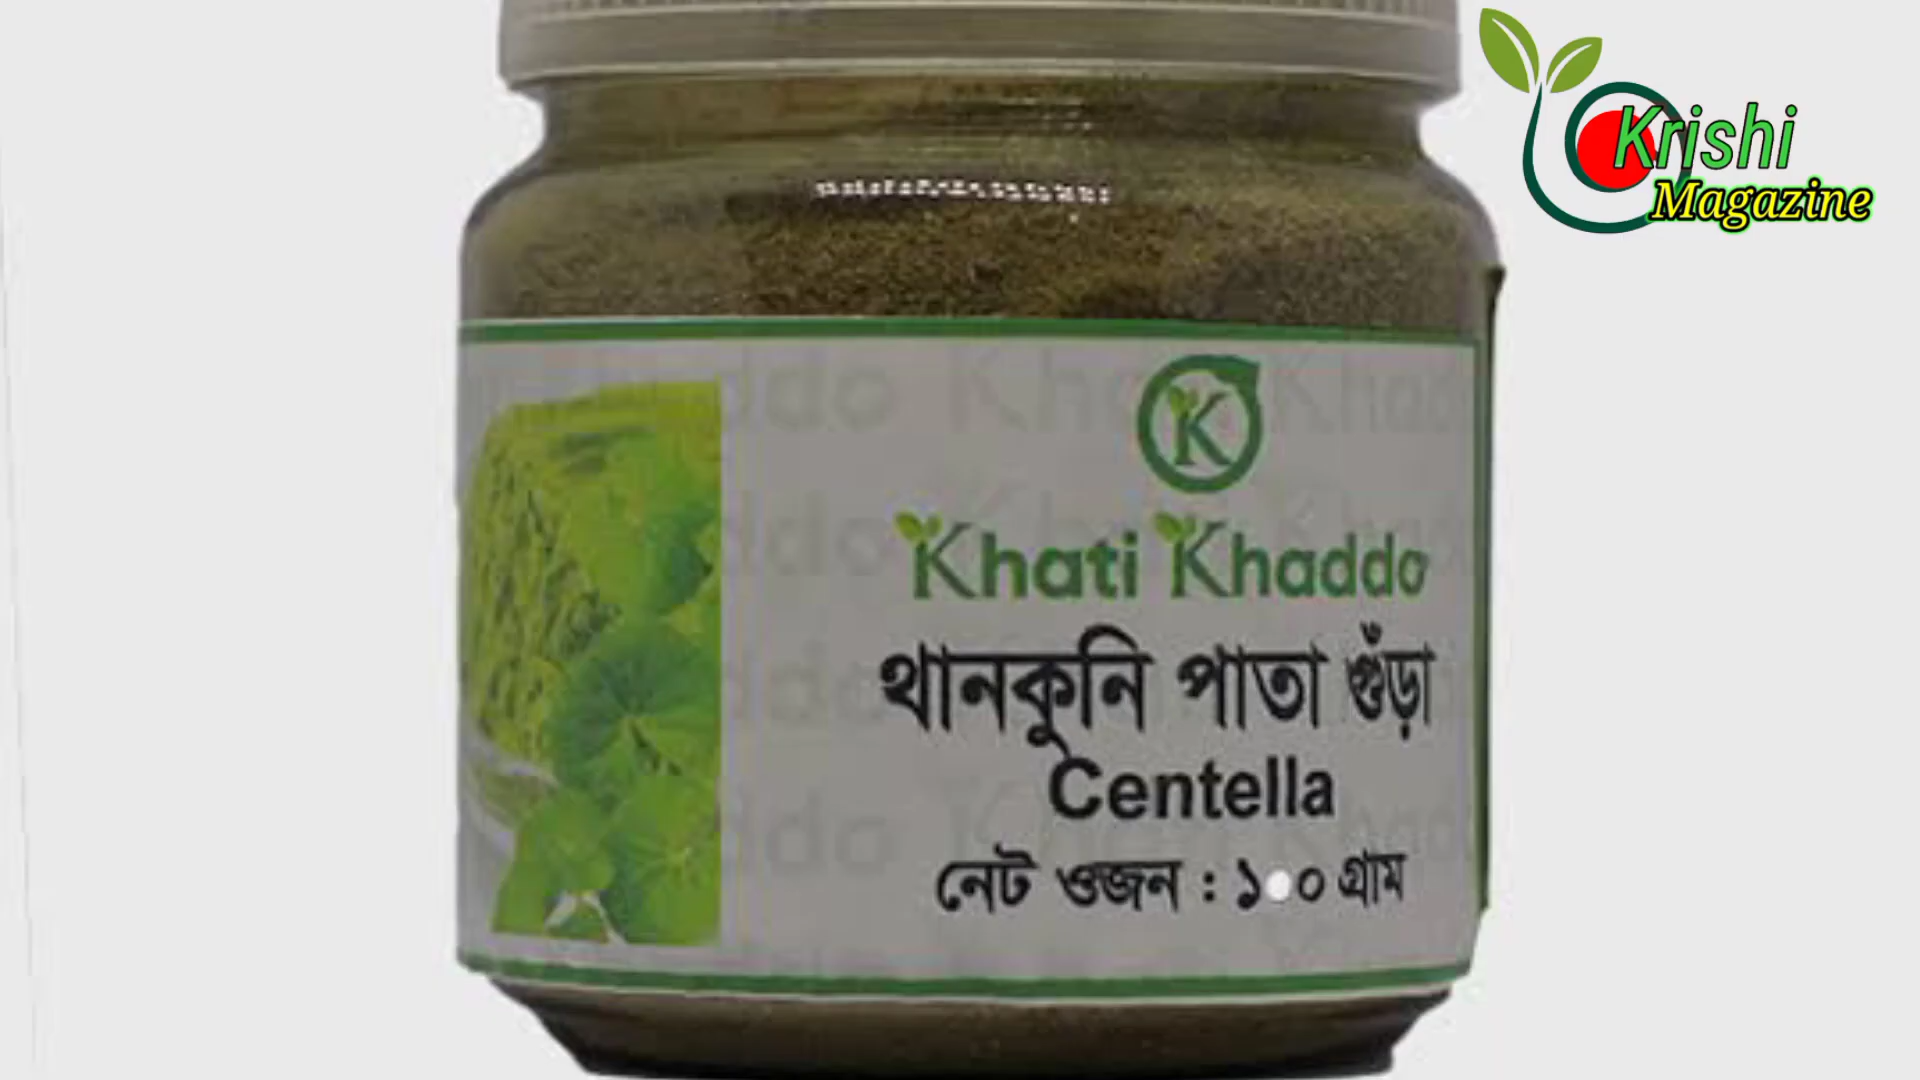 Krishi
Magazine
K
Khati Khaddo
থানকুনি পাতা গুঁড়া
Centella
নেট ওজন : ১ ০ গ্রাম